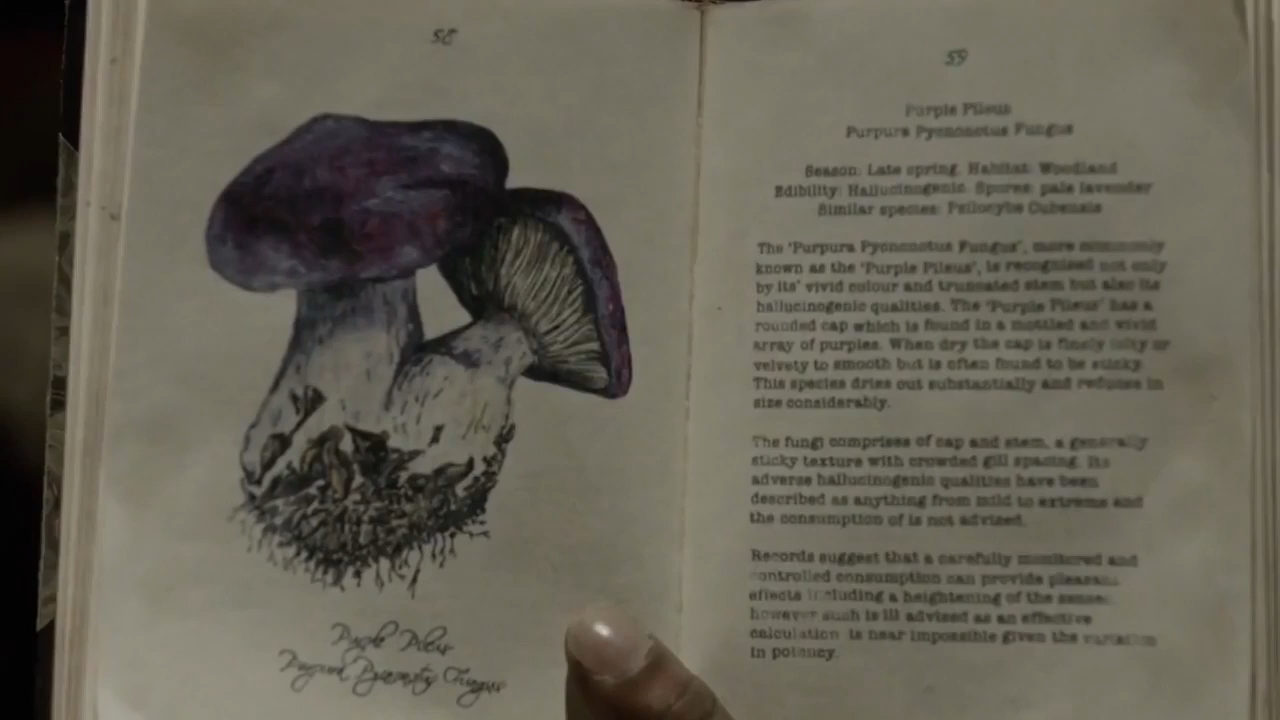 58
Purple Pileus
Fungus
59
Purple Pileus
Purpura Pycnonotus Fungus
Season: Late spring. Habitat: Woodland
Edibility: Hallucinogenic. Spores: pale lavender
Similar species: Psilocybe Cubensis
The 'Purpura Pycnonotus Fungus', more commonly
known as the 'Purple Pileus', is recognised not only
by its' vivid colour and truncated stem but also its
hallucinogenic qualities. The 'Purple Pileus' has a
rounded cap which is found in a mottled and vivid
array of purples. When dry the cap is finely or
velvety to smooth but is often found to be sticky.
This species dries out substantially and reduces in
size considerably.
The fungi comprises of cap and stem, a generally
sticky texture with crowded gill spacing. Its
adverse hallucinogenic qualities have been
described as anything from mild to extreme and
the consumption of is not advised.
Records suggest that a carefully monitored and
controlled consumption can provide pleasant
effects including a heightening of the senses
however such is ill advised as an effective
calculation is near impossible given the variation
in potency.